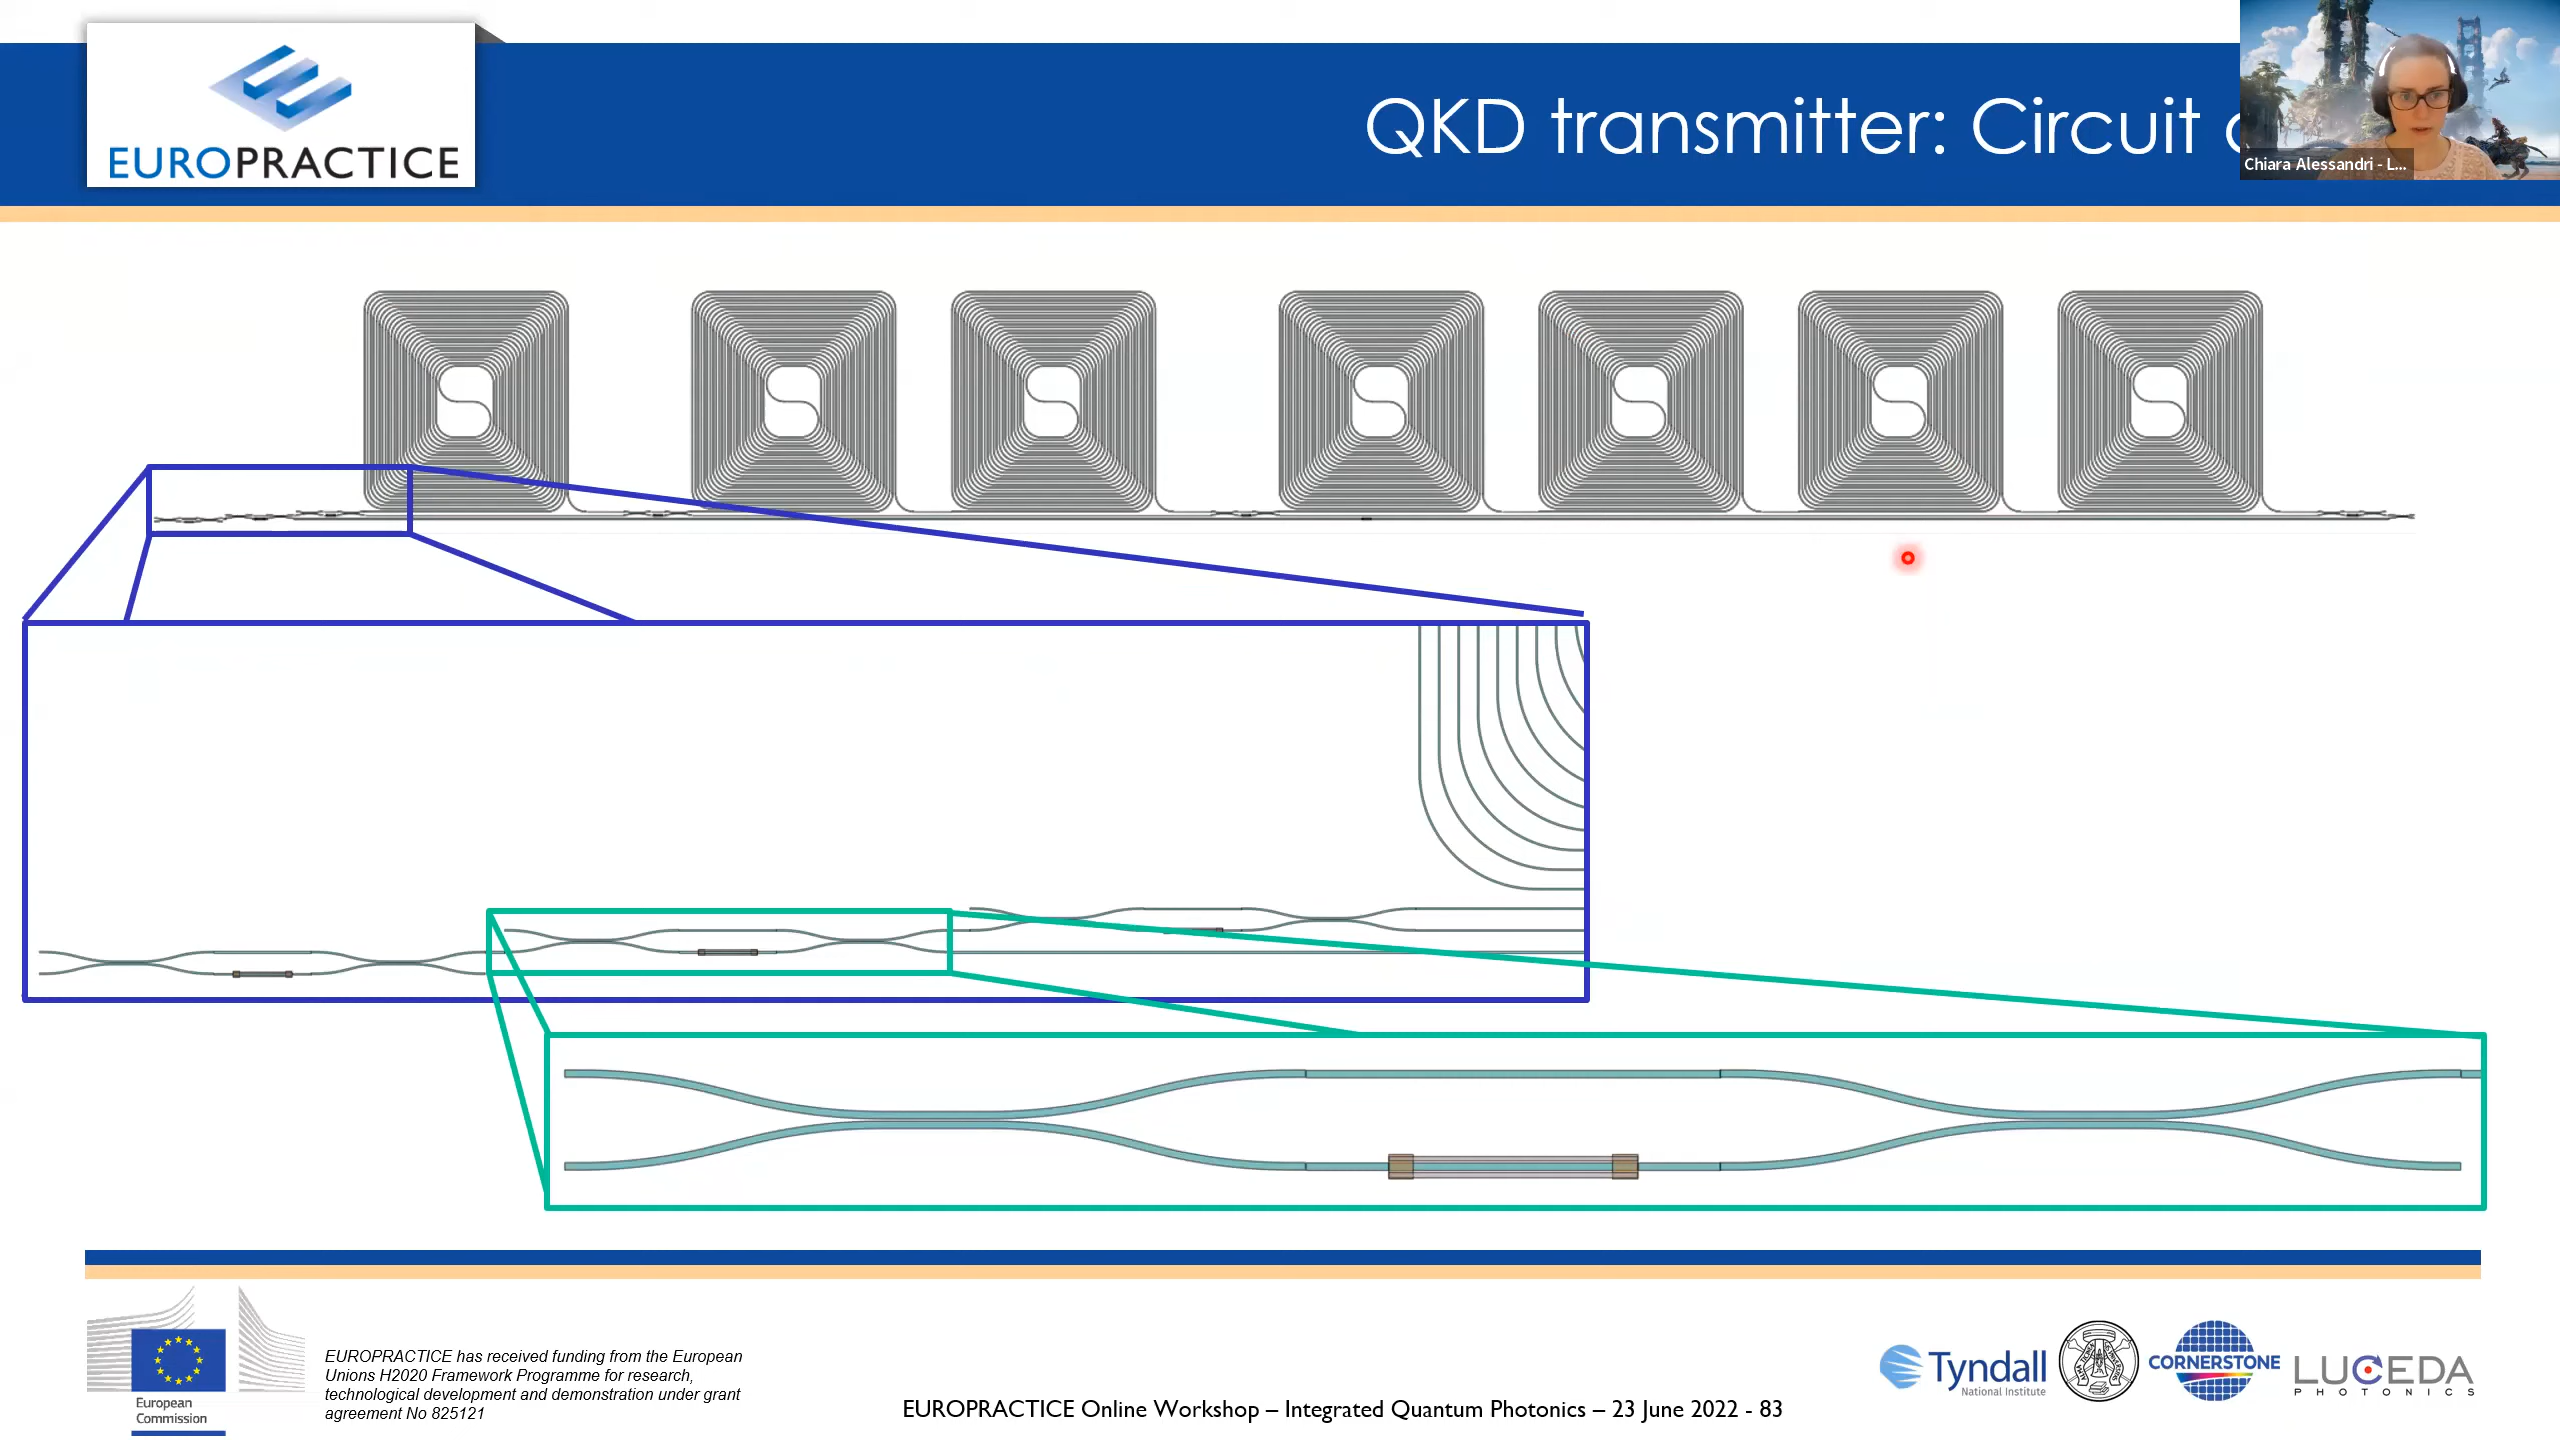 EUROPRACTICE
QKD transmitter: Circuit
Chiara Alessandri - L...
European
Commission
EUROPRACTICE has received funding from the European
Unions H2020 Framework Programme for research,
technological development and demonstration under grant
agreement No 825121
EUROPRACTICE Online Workshop – Integrated Quantum Photonics – 23 June 2022 - 83
Tyndall
National Institute
CORNERSTONE
LUCEDA
PHOTONICS